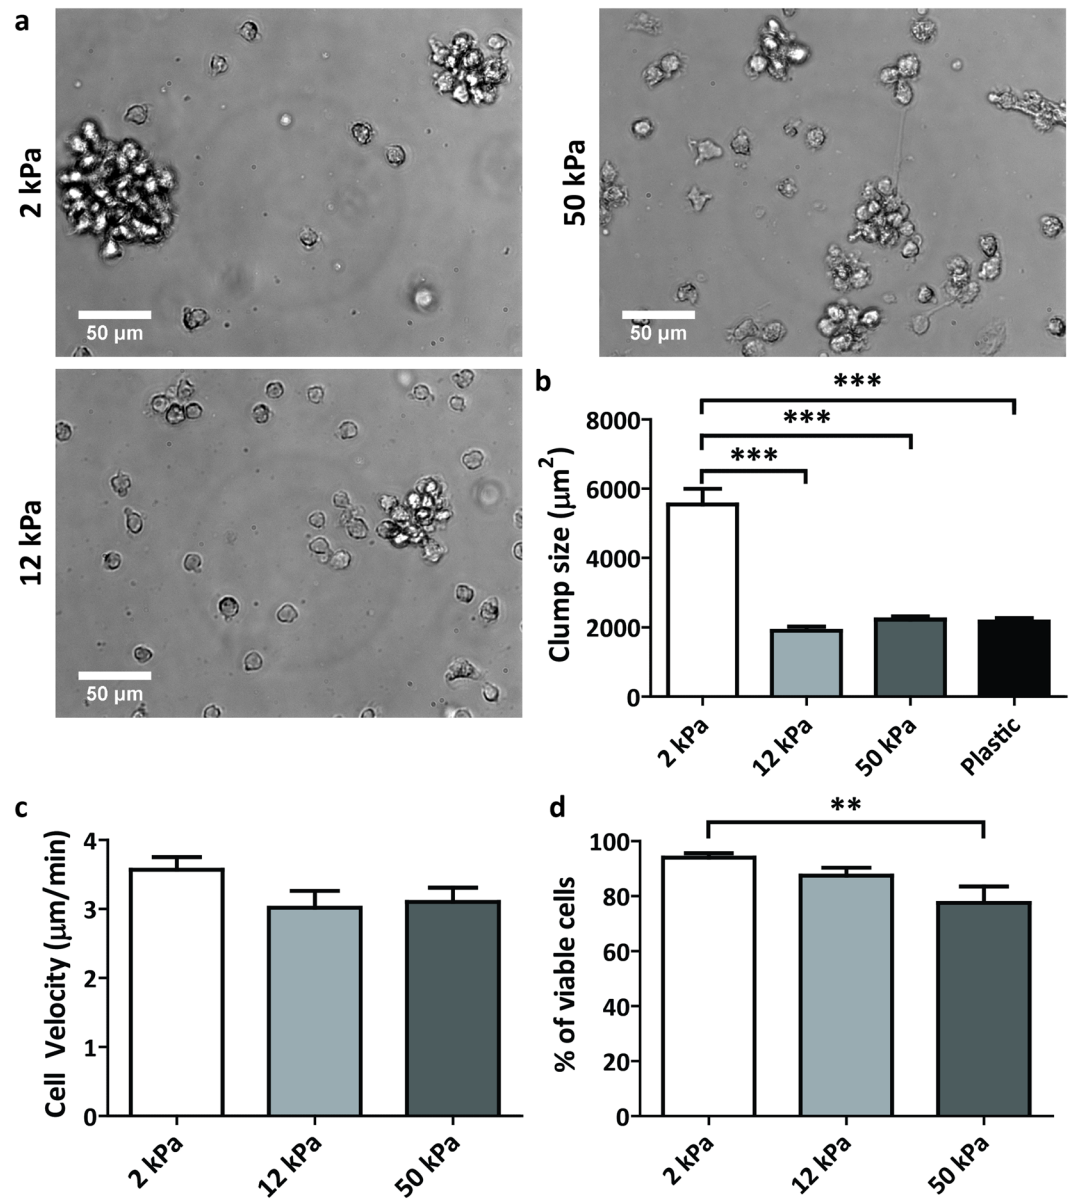 a
2 kPa
50 µm
50 kPa
50 µm
12 kPa
50 µm
b
***
***
***
Clump size (µm²)
8000
6000
4000
2000
0
2 kPa
12 kPa
50 kPa
Plastic
c
Cell Velocity (µm/min)
4
3
2
1
0
2 kPa
12 kPa
50 kPa
d
**
% of viable cells
100
80
60
40
20
0
2 kPa
12 kPa
50 kPa